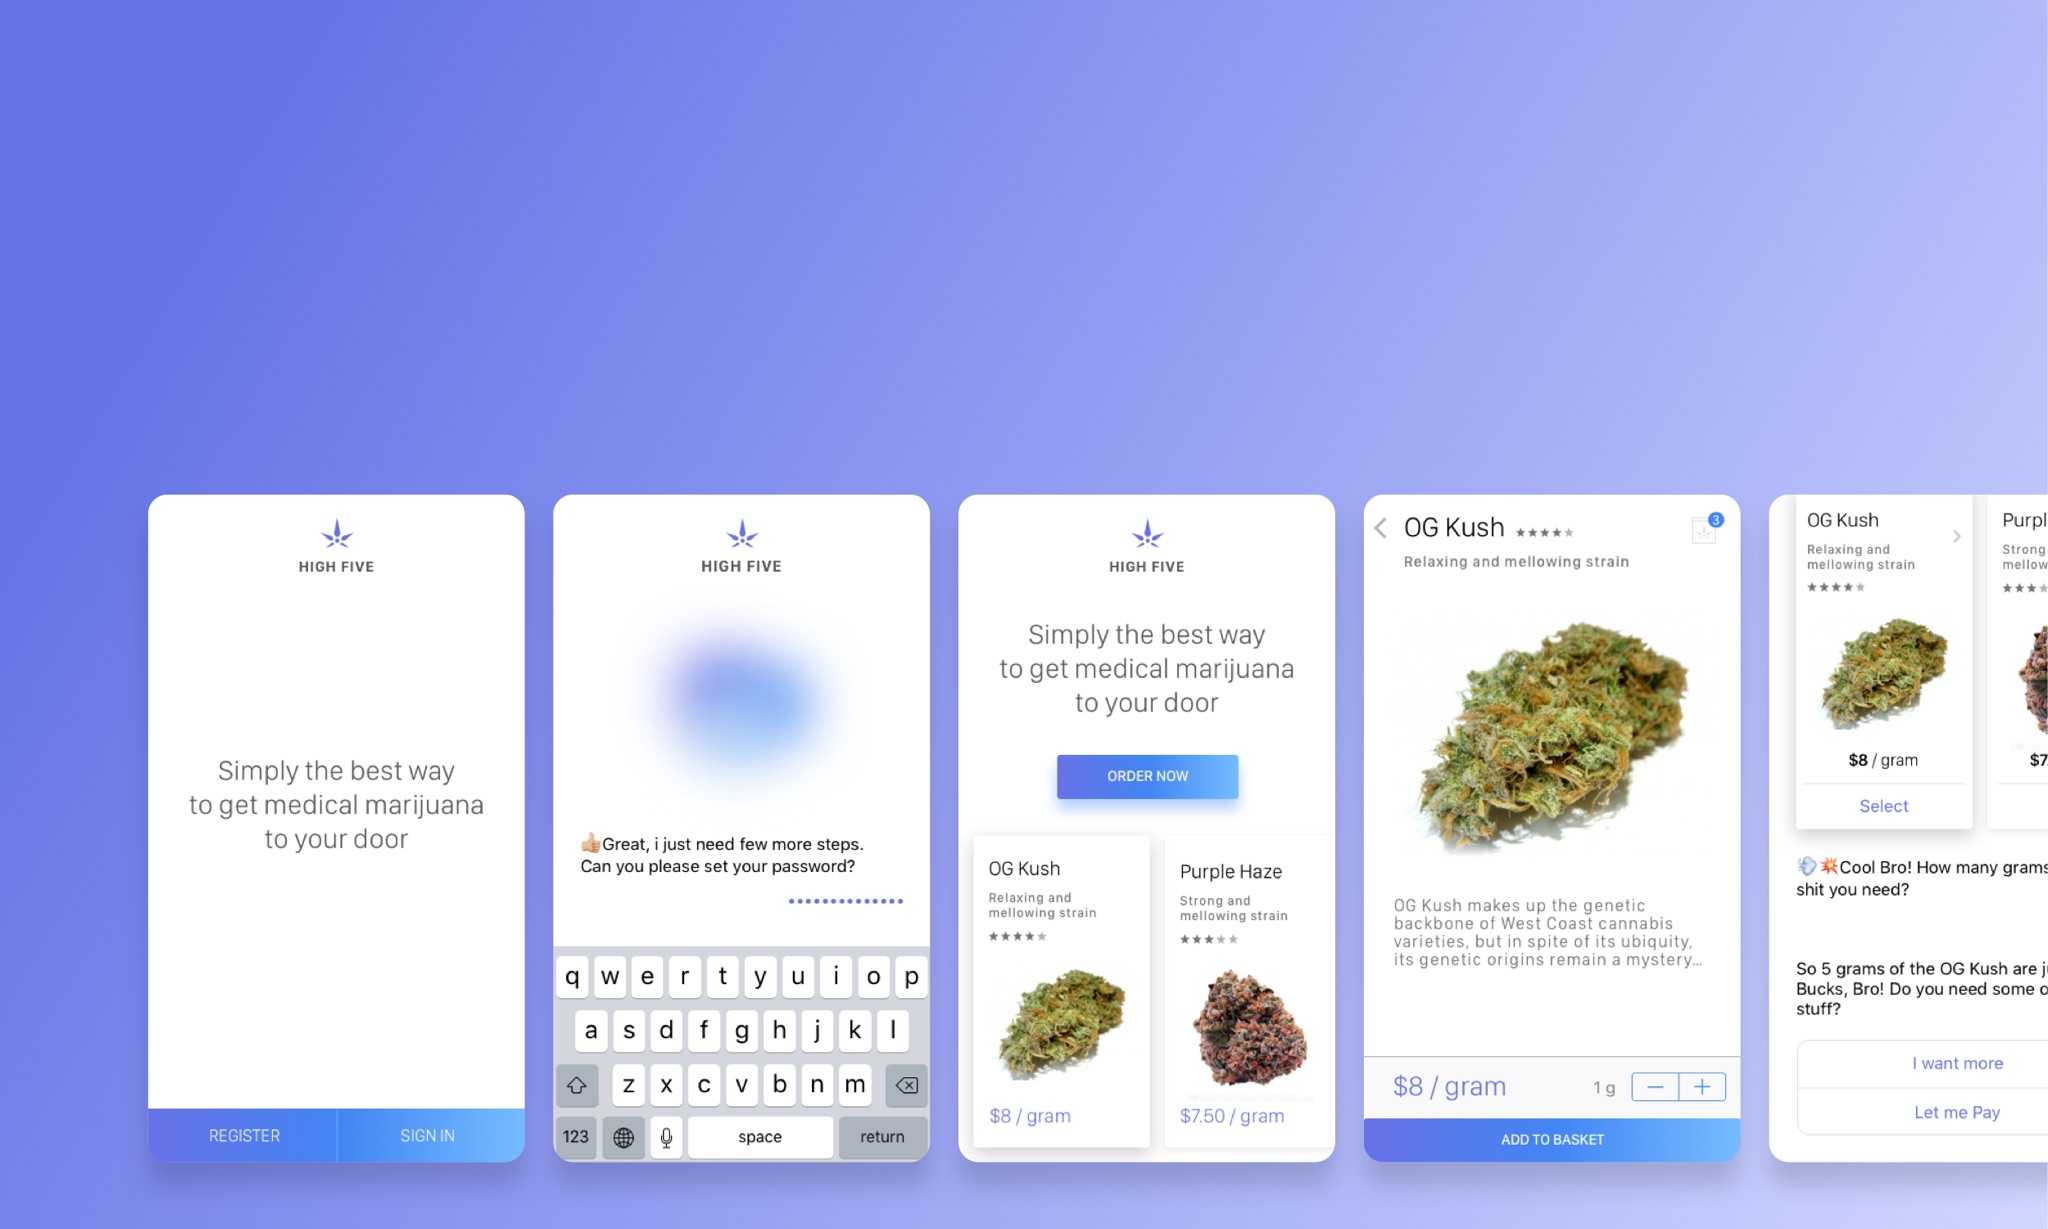 HIGH FIVE
Simply the best way
to get medical marijuana
to your door
REGISTER
SIGN IN
HIGH FIVE
👍🏼Great, i just need few more steps.
Can you please set your password?
q w e r t y u i o p
a s d f g h j k l
z x c v b n m
123 space return
HIGH FIVE
Simply the best way
to get medical marijuana
to your door
ORDER NOW
OG Kush
Relaxing and
mellowing strain
$8 / gram
Purple Haze
Strong and
mellowing strain
$7.50 / gram
OG Kush
3
Relaxing and mellowing strain
OG Kush makes up the genetic
backbone of West Coast cannabis
varieties, but in spite of its ubiquity,
its genetic origins remain a mystery...
$8 / gram
1 g
ADD TO BASKET
OG Kush
Relaxing and
mellowing strain
$8 / gram
Select
Purpl
Strong
mellow
$7.
💨💥Cool Bro! How many grams
shit you need?
So 5 grams of the OG Kush are j
Bucks, Bro! Do you need some o
stuff?
I want more
Let me Pay